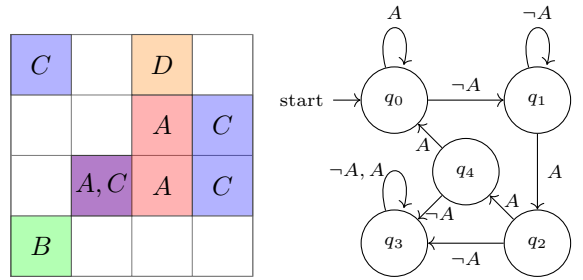 C D
A C
A, C A C
B
A ¬A
start q₀ ¬A q₁
A A
¬A, A q₄
¬A A
q₃ ¬A q₂